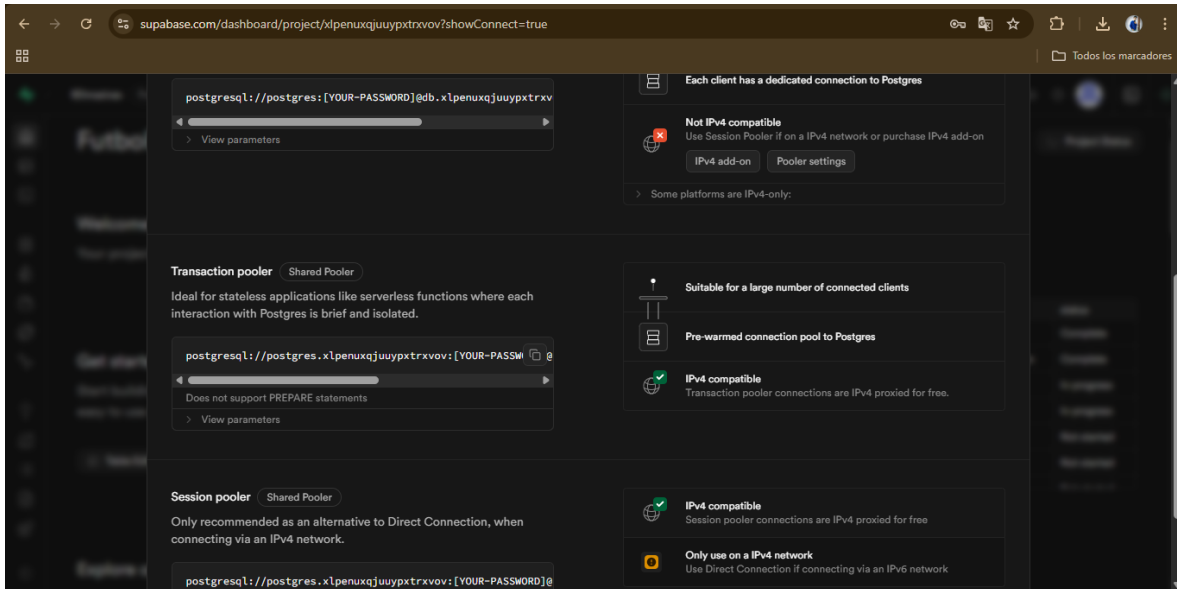 supabase.com/dashboard/project/xlpenuxqjuuypxtrxvov?showConnect=true
Todos los marcadores
postgresql://postgres:[YOUR-PASSWORD]@db.xlpenuxqjuuypxtrxv
View parameters
Each client has a dedicated connection to Postgres
Not IPv4 compatible
Use Session Pooler if on a IPv4 network or purchase IPv4 add-on
IPv4 add-on
Pooler settings
Some platforms are IPv4-only:
Transaction pooler
Shared Pooler
Ideal for stateless applications like serverless functions where each
interaction with Postgres is brief and isolated.
postgresql://postgres.xlpenuxqjuuypxtrxvov:[YOUR-PASSW @
Does not support PREPARE statements
View parameters
Suitable for a large number of connected clients
Pre-warmed connection pool to Postgres
IPv4 compatible
Transaction pooler connections are IPv4 proxied for free.
Session pooler
Shared Pooler
Only recommended as an alternative to Direct Connection, when
connecting via an IPv4 network.
postgresql://postgres.xlpenuxqjuuypxtrxvov:[YOUR-PASSWORD]@
IPv4 compatible
Session pooler connections are IPv4 proxied for free
Only use on a IPv4 network
Use Direct Connection if connecting via an IPv6 network